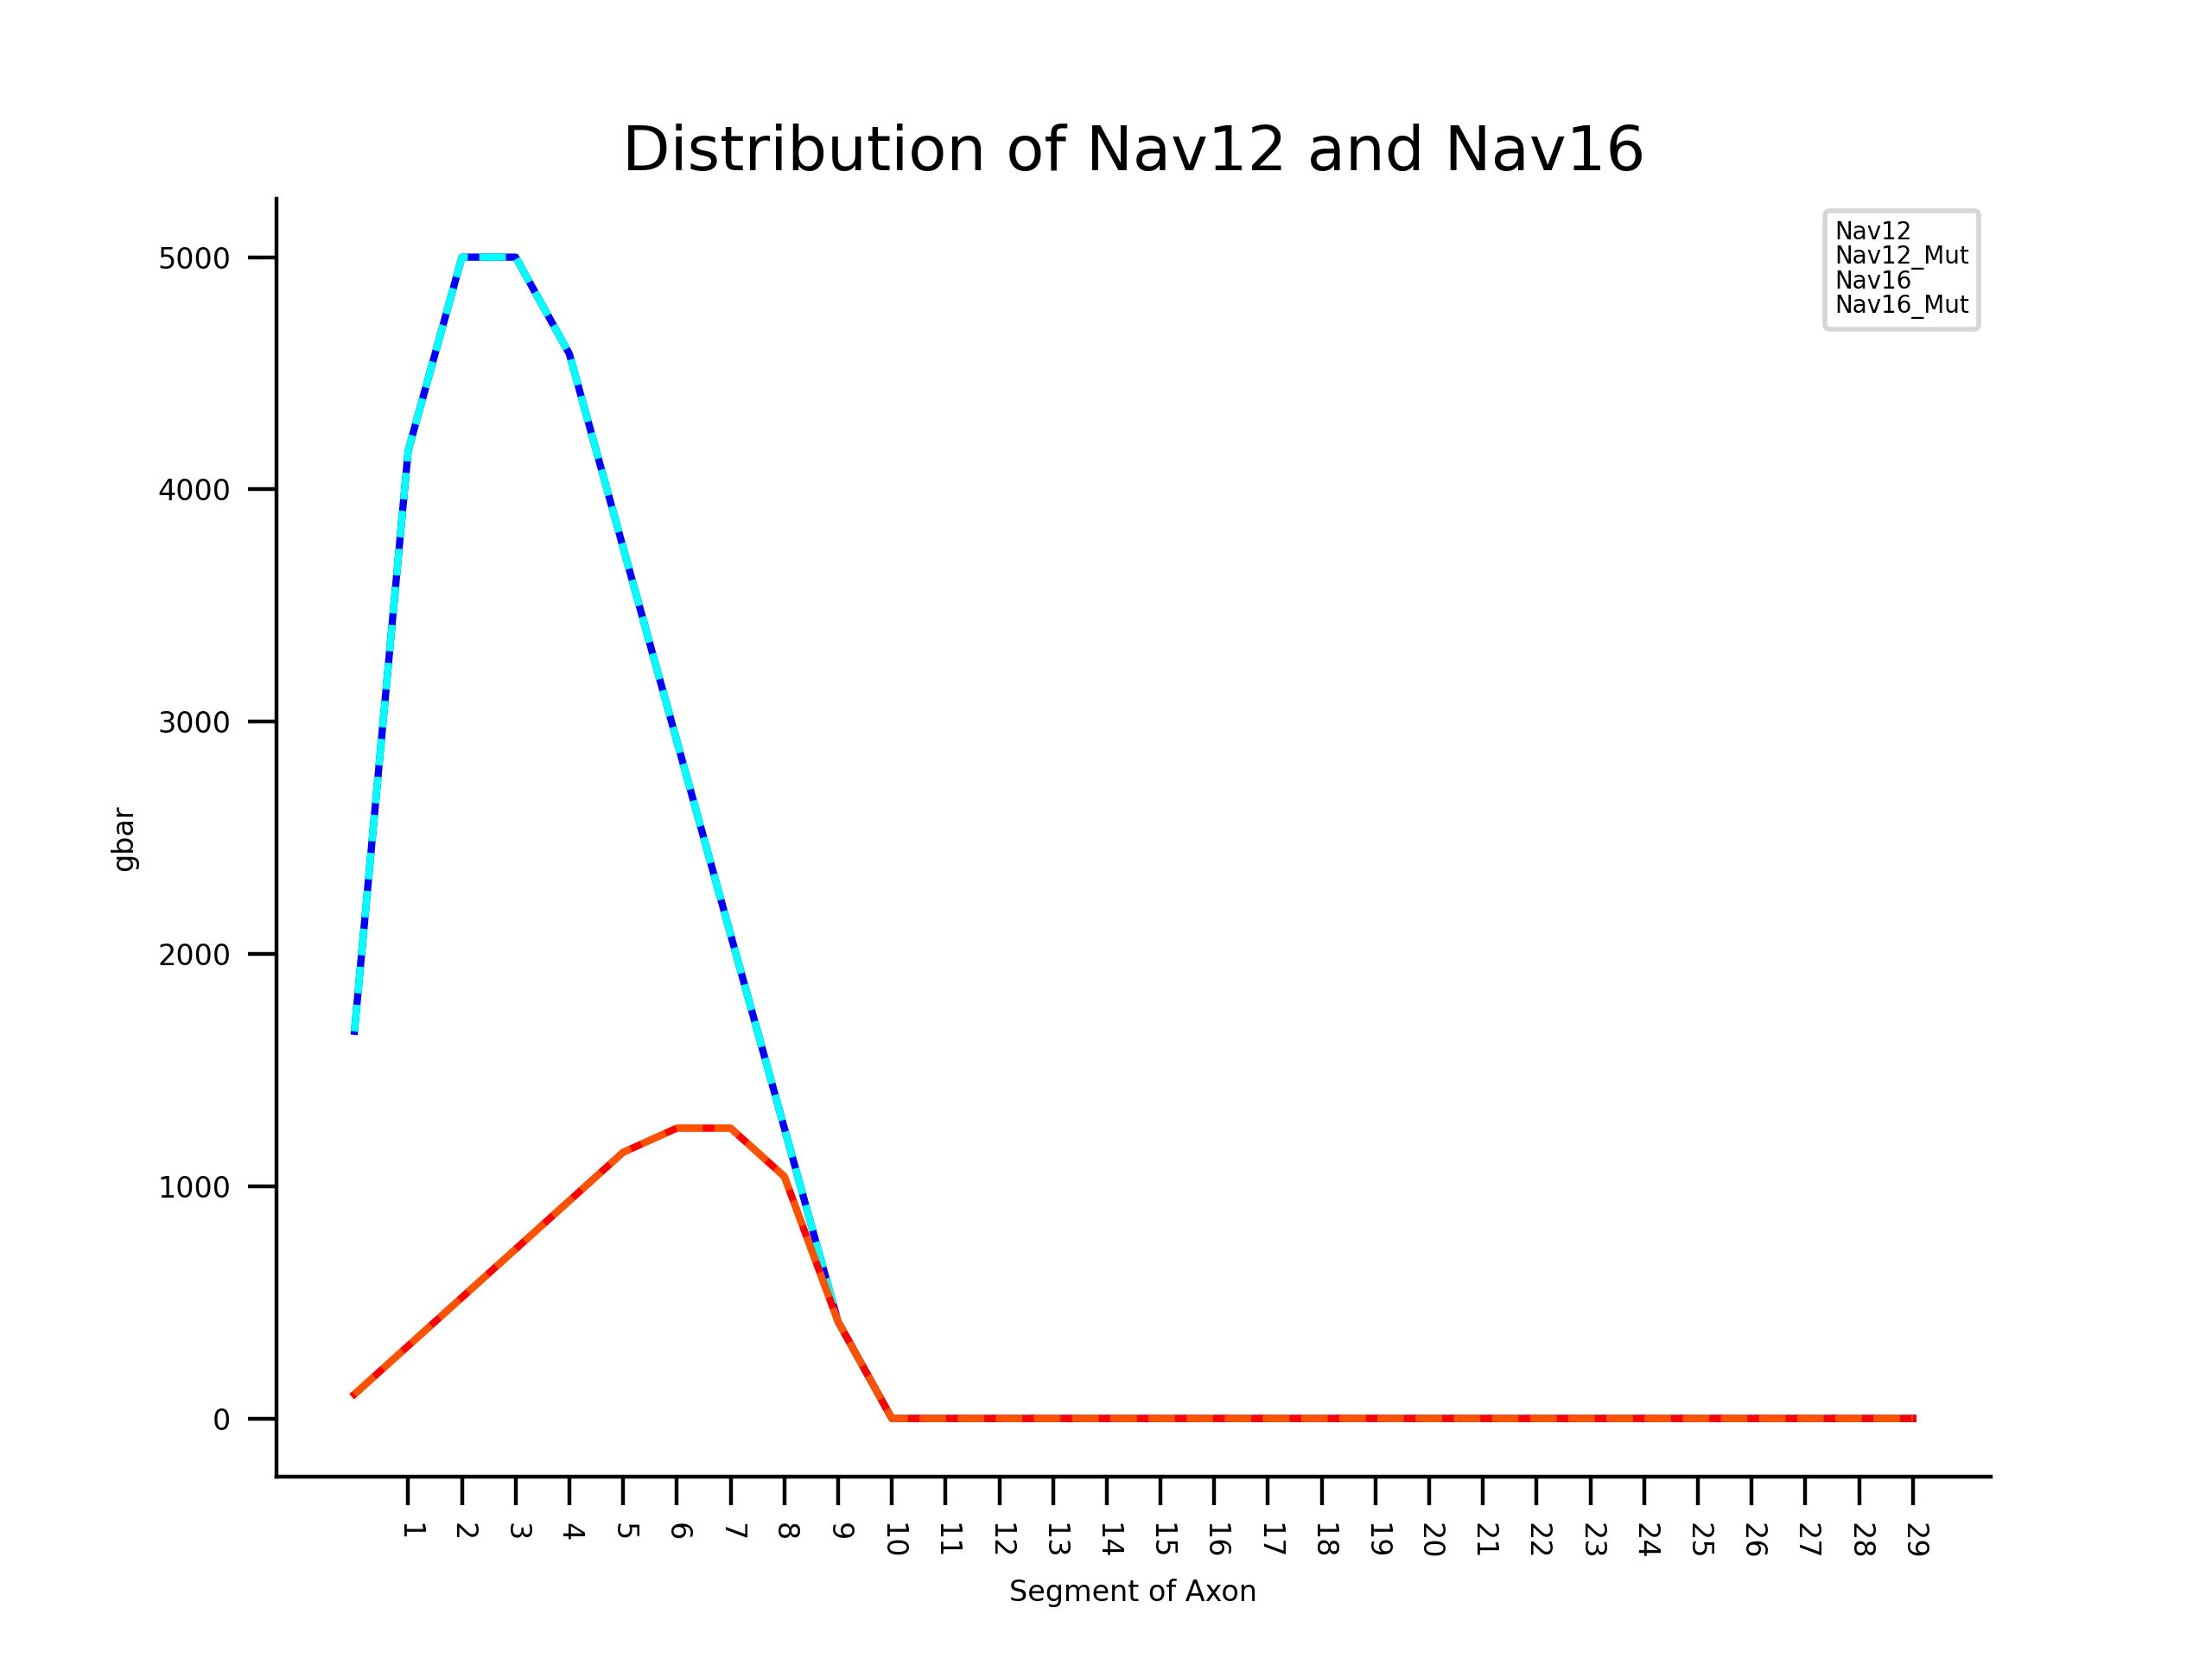 Distribution of Nav12 and Nav16
Nav12
Nav12_Mut
Nav16
Nav16_Mut
5000
4000
3000
2000
1000
0
gbar
1 2 3 4 5 6 7 8 9 10 11 12 13 14 15 16 17 18 19 20 21 22 23 24 25 26 27 28 29
Segment of Axon